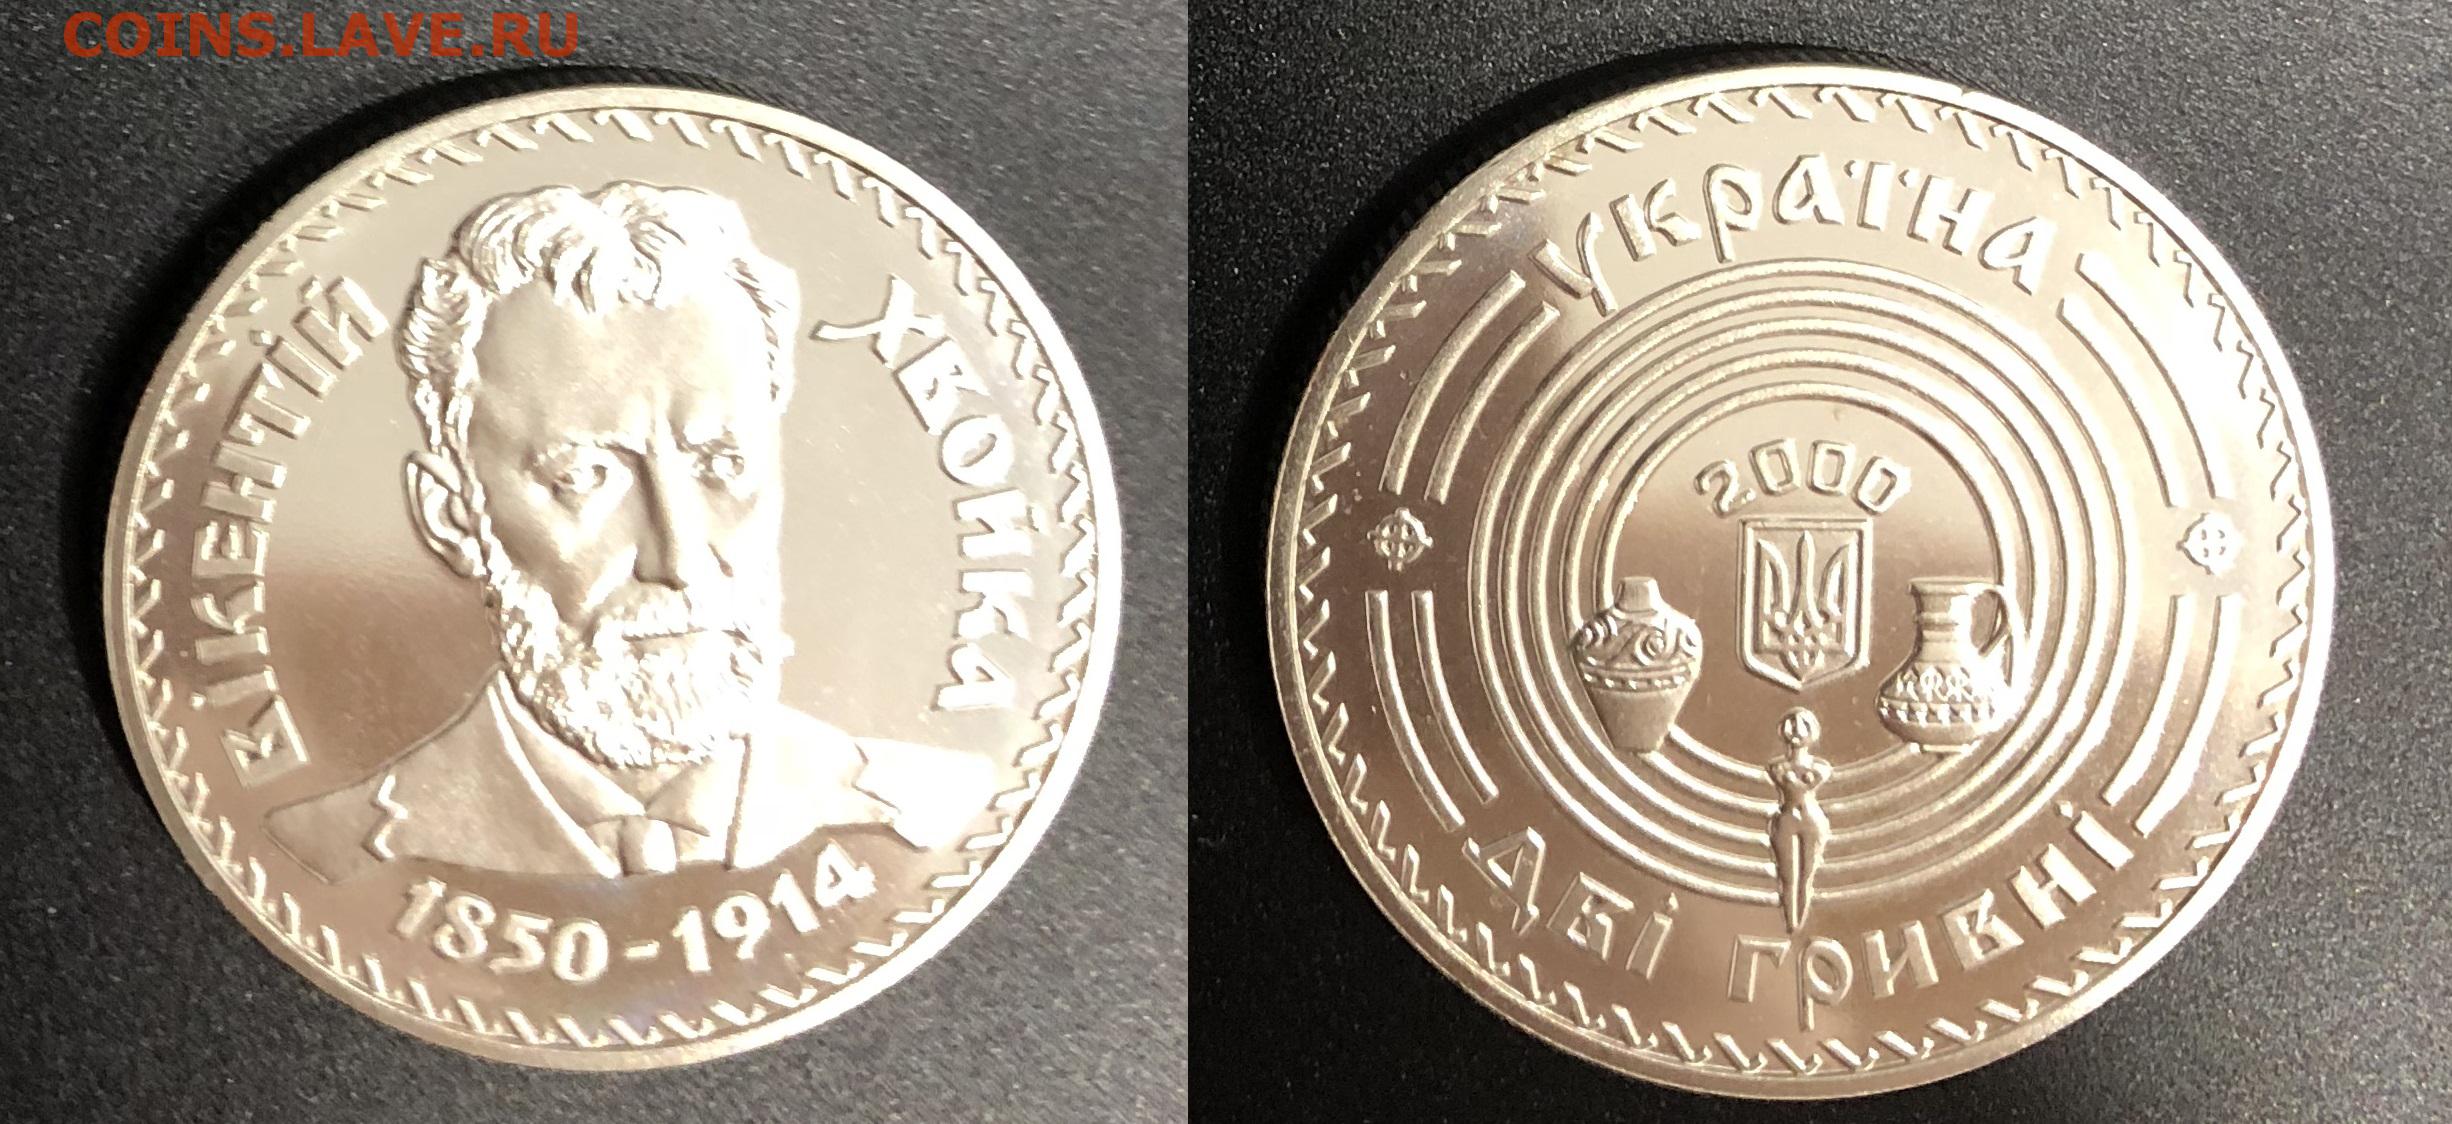 COINS.LAVE.RU
ВІКЕНТІЙ ХВОЙКА
1850-1914
УКРАЇНА
2000
ДВІ ГРИВНІ